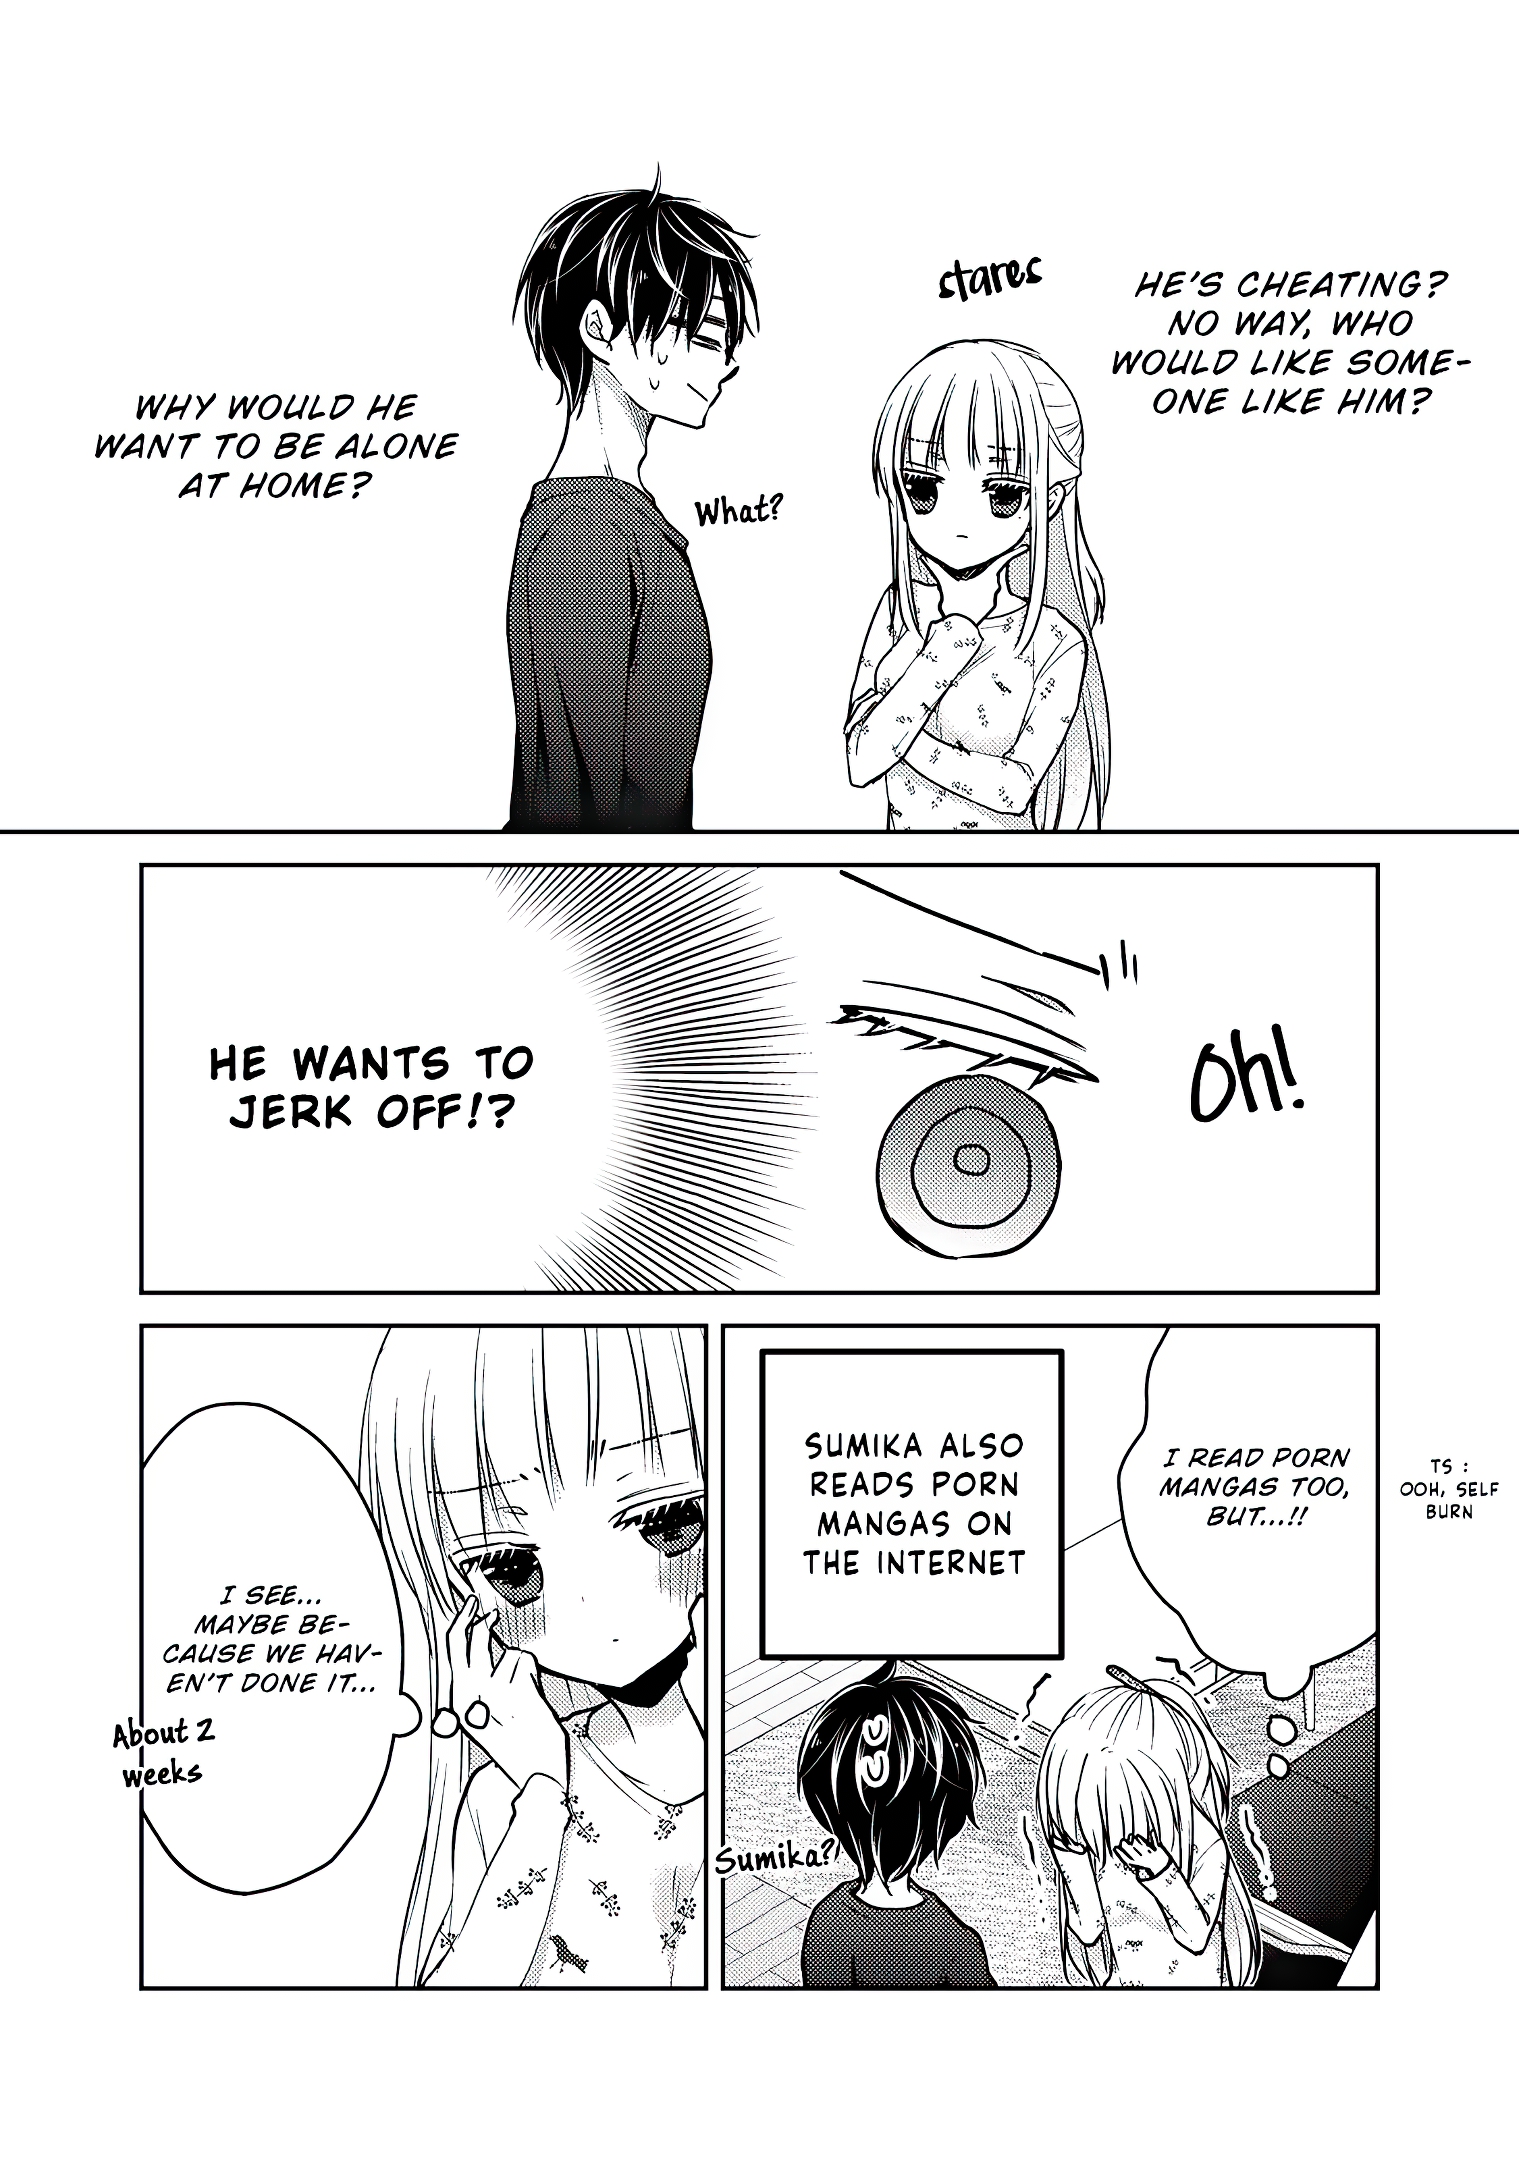 stares
HE'S CHEATING?
NO WAY, WHO
WOULD LIKE SOME-
ONE LIKE HIM?
What?
WHY WOULD HE
WANT TO BE ALONE
AT HOME?
Oh!
HE WANTS TO
JERK OFF!?
TS :
OOH, SELF
BURN
I READ PORN
MANGAS TOO,
BUT...!!
SUMIKA ALSO
READS PORN
MANGAS ON
THE INTERNET
Sumika?
I SEE...
MAYBE BE-
CAUSE WE HAV-
EN'T DONE IT...
About 2
weeks